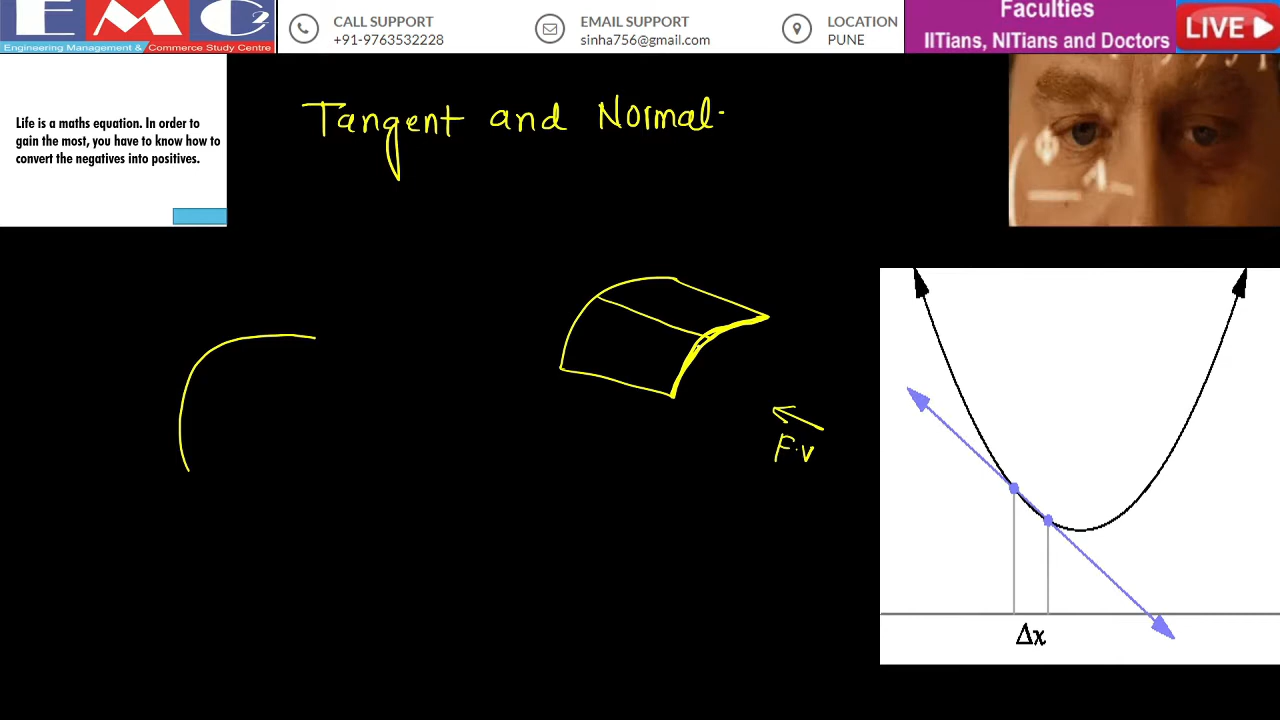 EMC2
Engineering Management & Commerce Study Centre
CALL SUPPORT
+91-9763532228
EMAIL SUPPORT
sinha756@gmail.com
LOCATION
PUNE
Faculties
IITians, NITians and Doctors
LIVE
Life is a maths equation. In order to
gain the most, you have to know how to
convert the negatives into positives.
Tangent and Normal
F.V
Δx